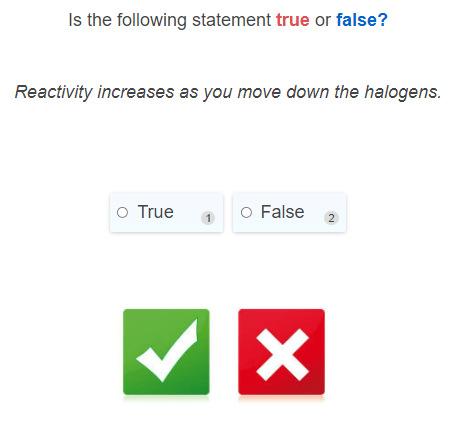 Is the following statement true or false?
Reactivity increases as you move down the halogens.
True 1 False 2